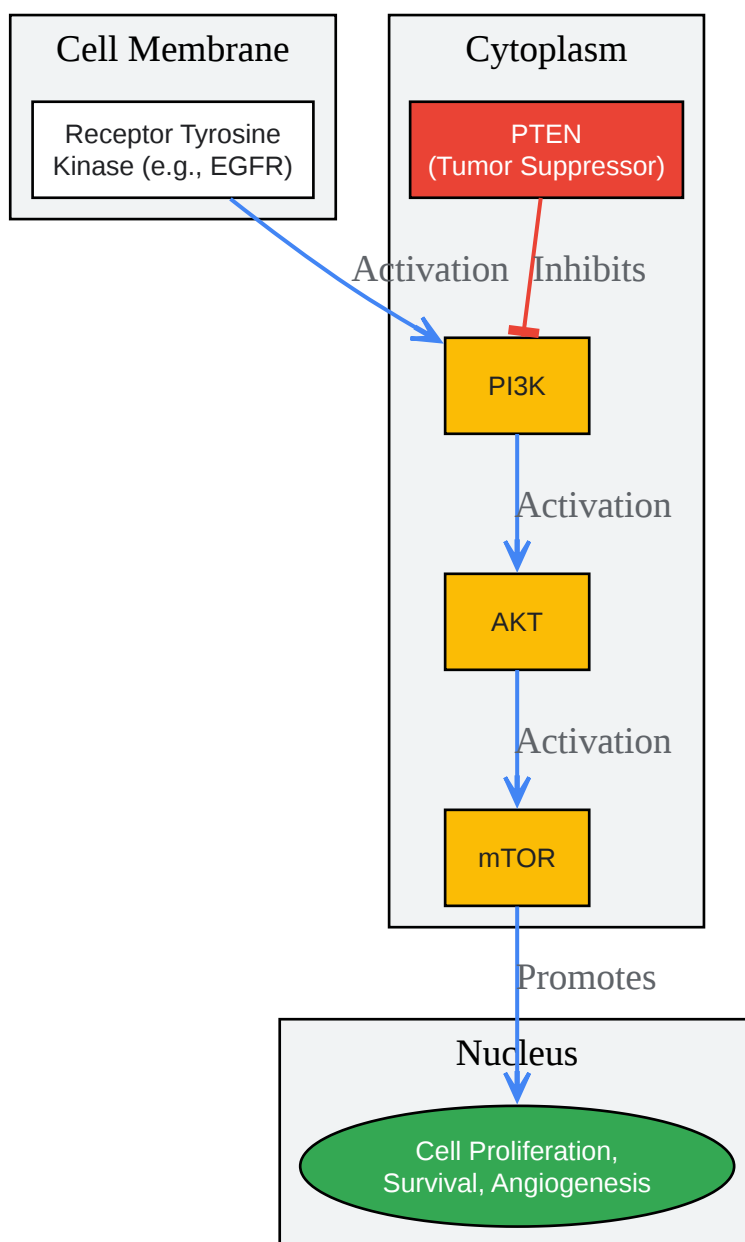 Cell Membrane
Receptor Tyrosine
Kinase (e.g., EGFR)
Cytoplasm
PTEN
(Tumor Suppressor)
Activation
Inhibits
PI3K
Activation
AKT
Activation
mTOR
Promotes
Nucleus
Cell Proliferation,
Survival, Angiogenesis